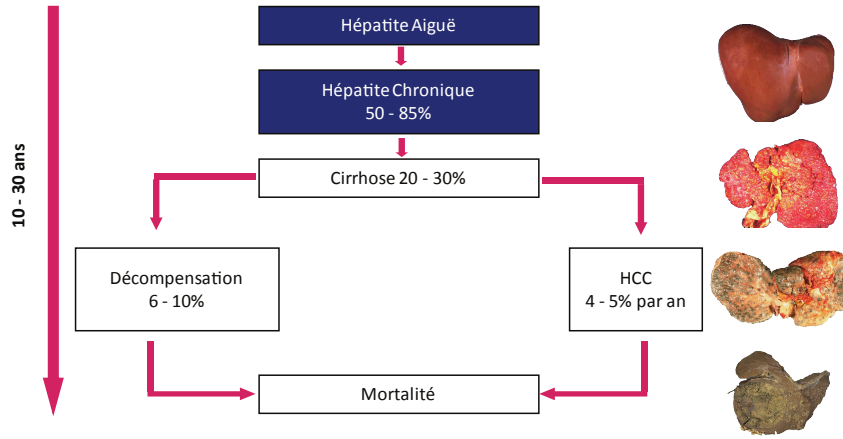 Hépatite Aiguë
Hépatite Chronique
50 - 85%
Cirrhose 20 - 30%
10 - 30 ans
Décompensation
6 - 10%
HCC
4 - 5% par an
Mortalité